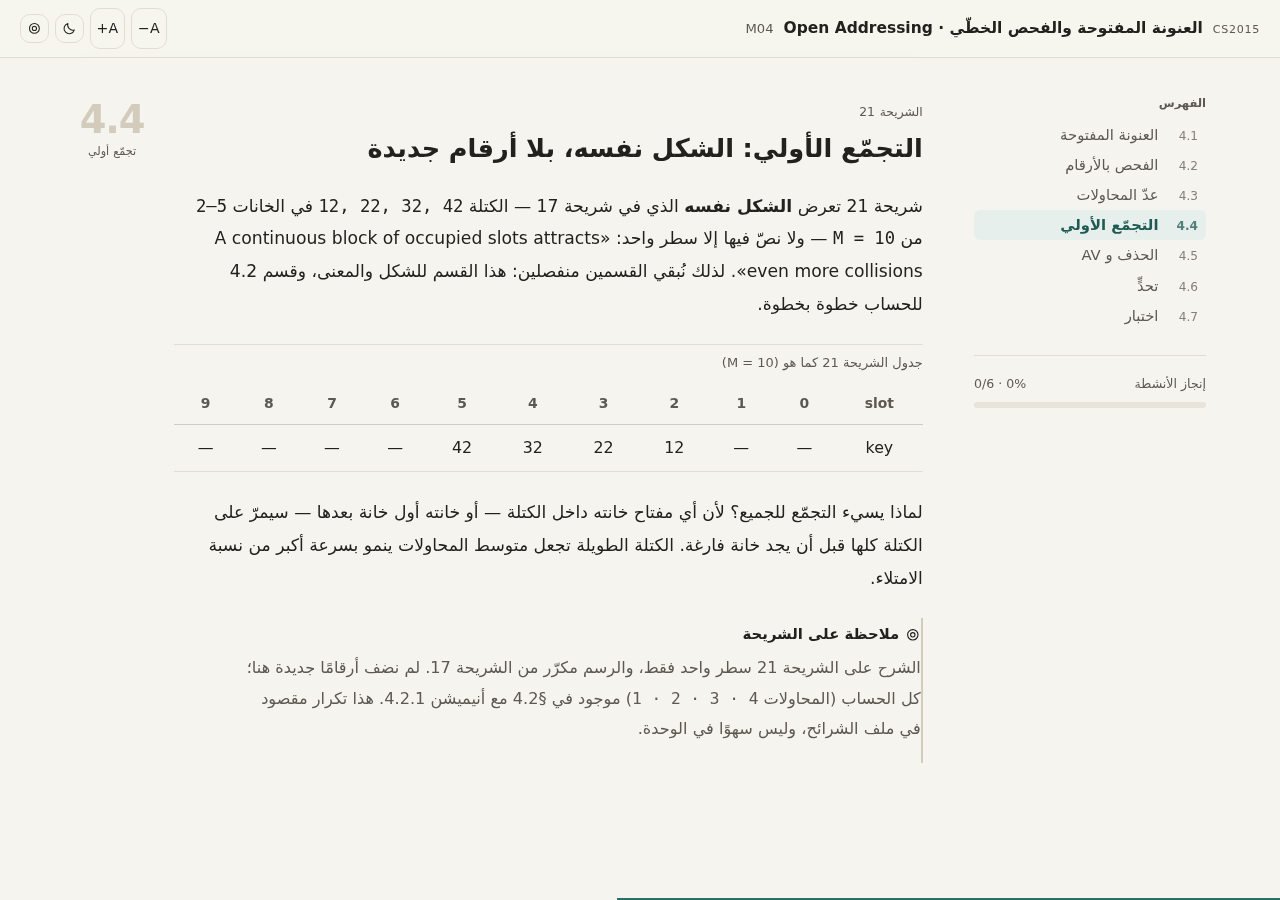 CS2015 العنونة المفتوحة والفحص الخطّي · Open Addressing M04
A− A+
الفهرس
4.1 العنونة المفتوحة
4.2 الفحص بالأرقام
4.3 عدّ المحاولات
4.4 التجمّع الأولي
4.5 الحذف و AV
4.6 تحدٍّ
4.7 اختبار
إنجاز الأنشطة 0/6 · 0%
4.4
تجمّع أولي
الشريحة 21
التجمّع الأولي: الشكل نفسه، بلا أرقام جديدة
شريحة 21 تعرض الشكل نفسه الذي في شريحة 17 — الكتلة 12, 22, 32, 42 في الخانات 2–5
من M = 10 — ولا نصّ فيها إلا سطر واحد: «A continuous block of occupied slots attracts
even more collisions». لذلك نُبقي القسمين منفصلين: هذا القسم للشكل والمعنى، وقسم 4.2
للحساب خطوة بخطوة.
جدول الشريحة 21 كما هو (M = 10)
slot 0 1 2 3 4 5 6 7 8 9
key — — 12 22 32 42 — — — —
لماذا يسيء التجمّع للجميع؟ لأن أي مفتاح خانته داخل الكتلة — أو خانته أول خانة بعدها — سيمرّ على
الكتلة كلها قبل أن يجد خانة فارغة. الكتلة الطويلة تجعل متوسط المحاولات ينمو بسرعة أكبر من نسبة
الامتلاء.
◎ ملاحظة على الشريحة
الشرح على الشريحة 21 سطر واحد فقط، والرسم مكرّر من الشريحة 17. لم نضف أرقامًا جديدة هنا؛
كل الحساب (المحاولات 1 · 2 · 3 · 4) موجود في §4.2 مع أنيميشن 4.2.1. هذا تكرار مقصود
في ملف الشرائح، وليس سهوًا في الوحدة.